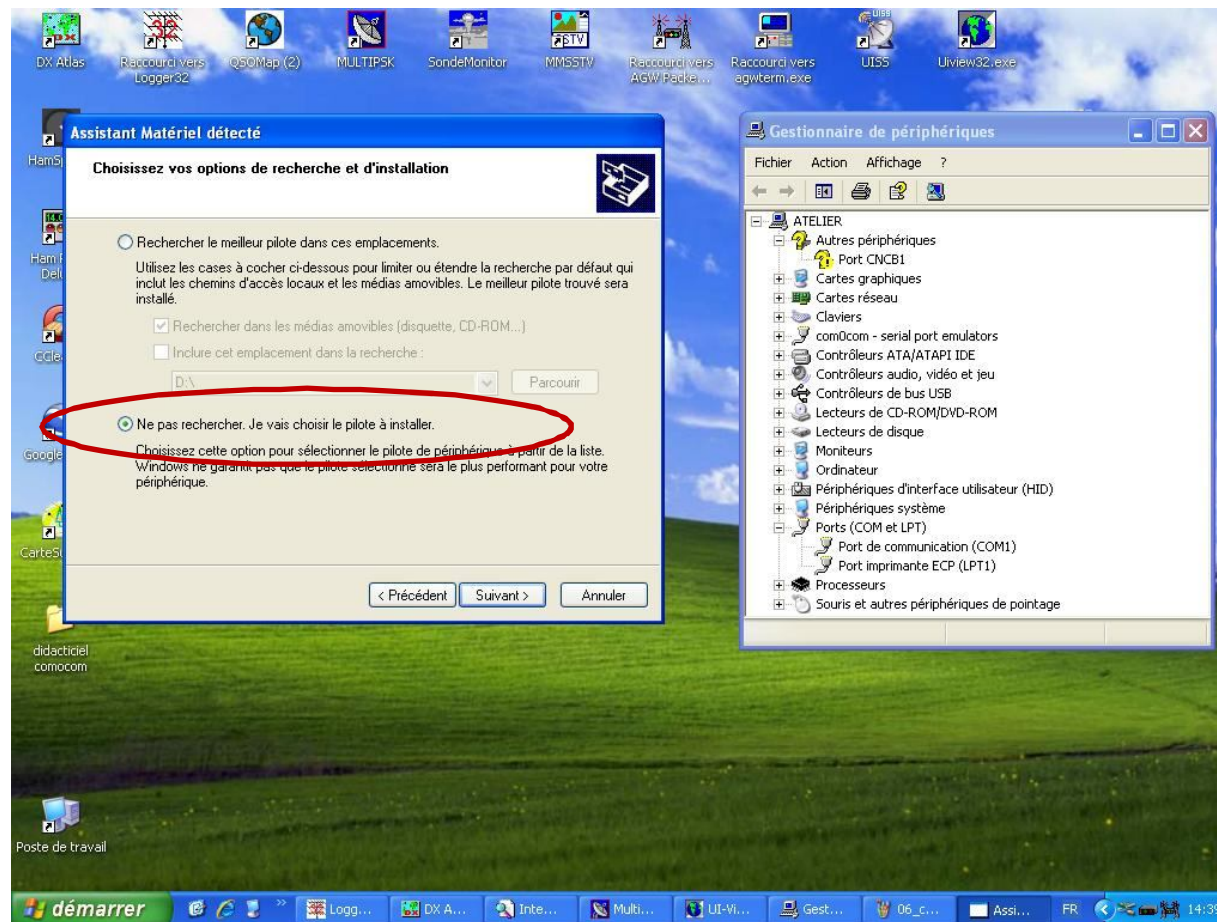 DX Atlas
Raccourci vers
Logger32
QSOMap (2)
MULTIPSK
SondeMonitor
MMSSTV
Raccourci vers
AGW Packe...
Raccourci vers
agwterm.exe
UISS
Uiview32.exe
Assistant Matériel détecté
Choisissez vos options de recherche et d'installation
Rechercher le meilleur pilote dans ces emplacements.
Utilisez les cases à cocher ci-dessous pour limiter ou étendre la recherche par défaut qui
inclut les chemins d'accès locaux et les médias amovibles. Le meilleur pilote trouvé sera
installé.
Rechercher dans les médias amovibles (disquette, CD-ROM...)
Inclure cet emplacement dans la recherche :
D:\
Parcourir
Ne pas rechercher. Je vais choisir le pilote à installer.
Choisissez cette option pour sélectionner le pilote de périphérique à partir de la liste.
Windows ne garantit pas que le pilote sélectionné sera le plus performant pour votre
périphérique.
< Précédent
Suivant >
Annuler
Gestionnaire de périphériques
Fichier Action Affichage ?
ATELIER
Autres périphériques
Port CNCB1
Cartes graphiques
Cartes réseau
Claviers
com0com - serial port emulators
Contrôleurs ATA/ATAPI IDE
Contrôleurs audio, vidéo et jeu
Contrôleurs de bus USB
Lecteurs de CD-ROM/DVD-ROM
Lecteurs de disque
Moniteurs
Ordinateur
Périphériques d'interface utilisateur (HID)
Périphériques système
Ports (COM et LPT)
Port de communication (COM1)
Port imprimante ECP (LPT1)
Processeurs
Souris et autres périphériques de pointage
Google
didacticiel
comocom
Poste de travail
démarrer
Logg...
DX A...
Inte...
Multi...
UI-Vi...
Gest...
06_c...
Assi...
FR
14:39